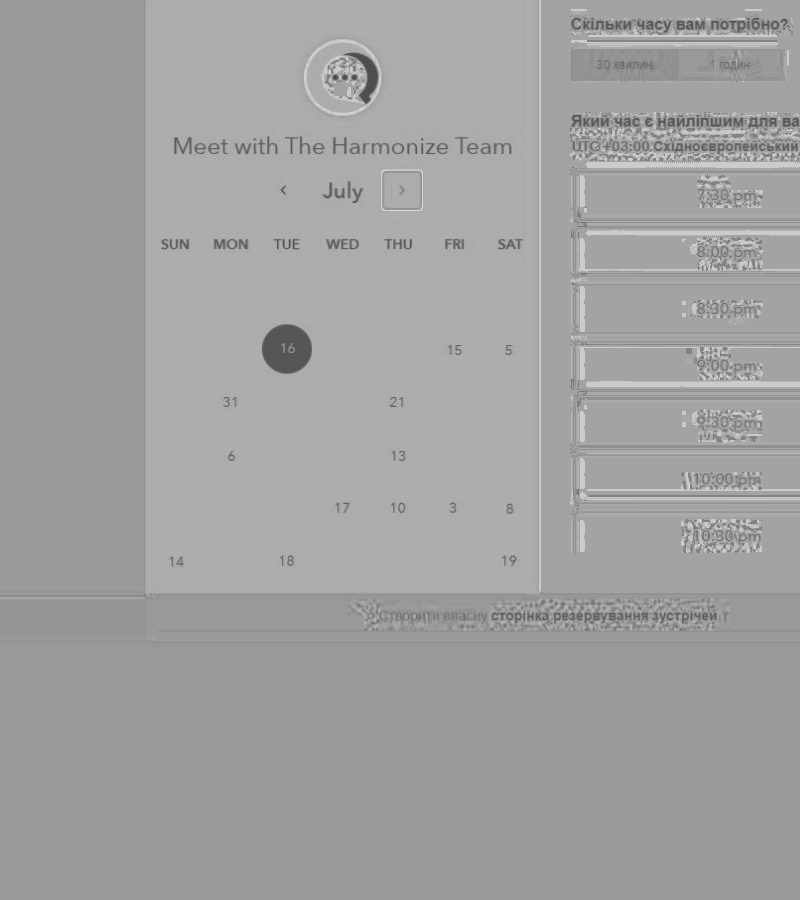 Meet with The Harmonize Team
July
SUN MON TUE WED THU FRI SAT
16 15 5
31 21
6 13
17 10 3 8
14 18 19
Скільки часу вам потрібно?
30 хвилин 1 годин
Який час є найліпшим для ва
UTC +03:00 Східноєвропейський
7:30 pm
8:00 pm
8:30 pm
9:00 pm
9:30 pm
10:00 pm
10:30 pm
Створити власну сторінка резервування зустрічей